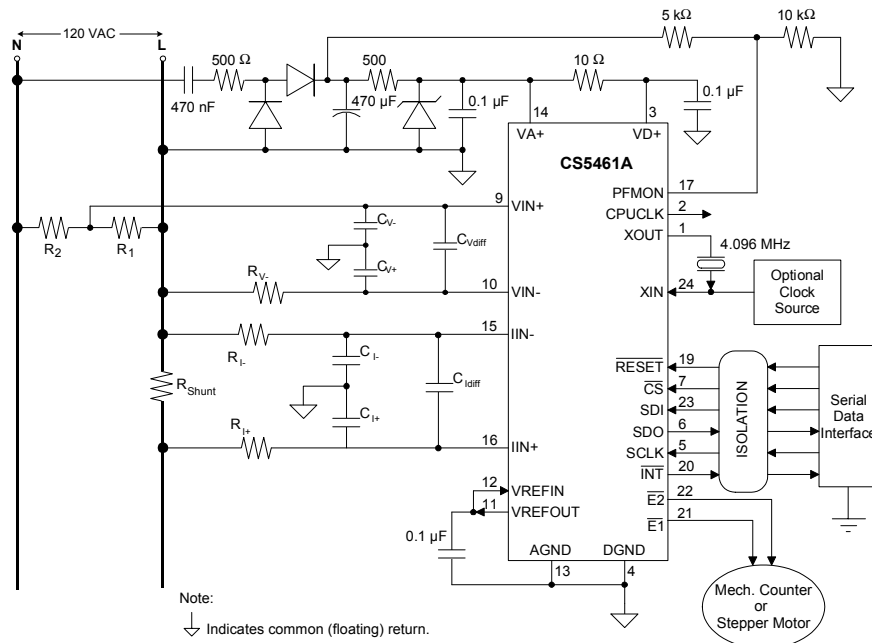 120 VAC
N
L
500 Ω
470 nF
500
470 µF
0.1 µF
5 kΩ
10 kΩ
10 Ω
0.1 µF
14
3
VA+
VD+
CS5461A
9
VIN+
PFMON
17
CPUCLK
2
XOUT
1
4.096 MHz
XIN
24
Optional
Clock
Source
R2
R1
CV-
CV+
CVdiff
RV-
10
VIN-
15
IIN-
RI-
CI-
CI+
CIdiff
RShunt
RI+
16
IIN+
RESET
19
CS
7
SDI
23
SDO
6
SCLK
5
INT
20
ISOLATION
Serial
Data
Interface
E2
22
E1
21
12
VREFIN
11
VREFOUT
0.1 µF
AGND
DGND
13
4
Mech. Counter
or
Stepper Motor
Note:
Indicates common (floating) return.